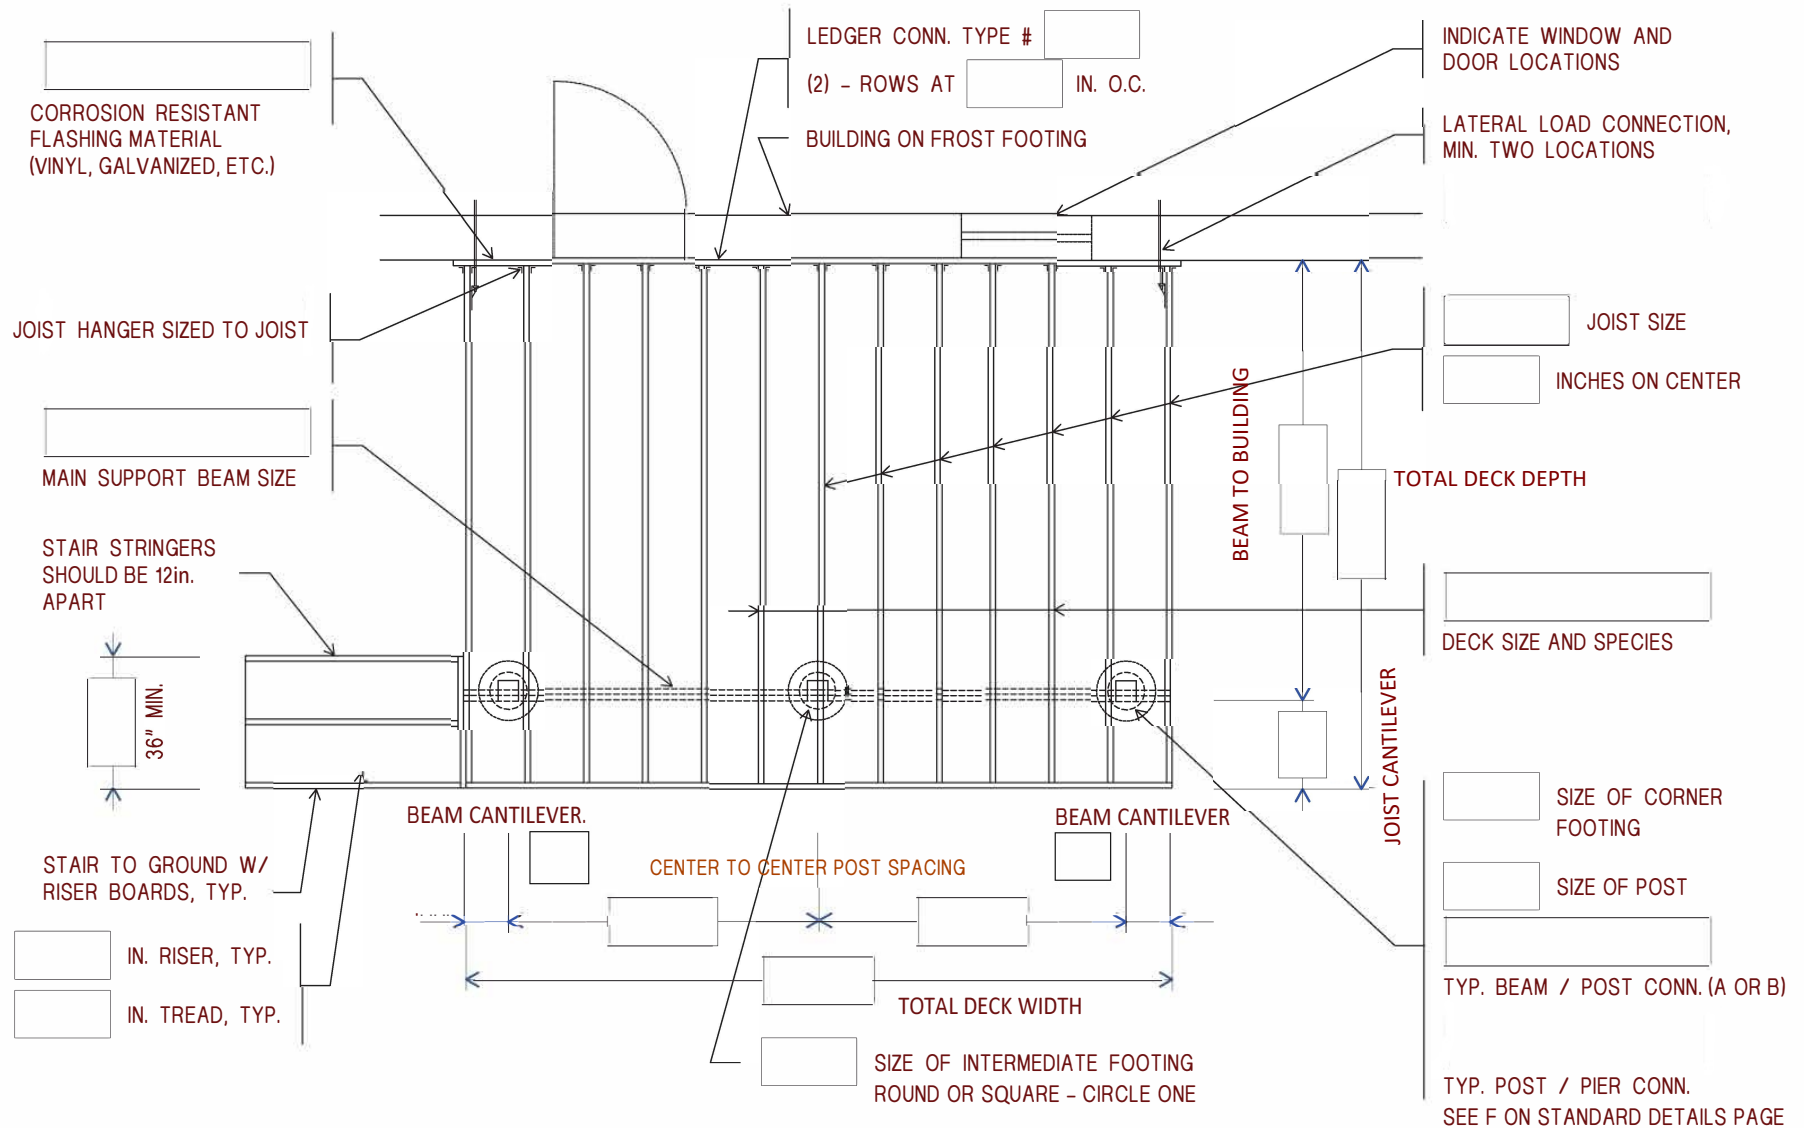 LEDGER CONN. TYPE #
(2) - ROWS AT IN. O.C.
BUILDING ON FROST FOOTING
INDICATE WINDOW AND
DOOR LOCATIONS
LATERAL LOAD CONNECTION,
MIN. TWO LOCATIONS
CORROSION RESISTANT
FLASHING MATERIAL
(VINYL, GALVANIZED, ETC.)
JOIST HANGER SIZED TO JOIST
JOIST SIZE
INCHES ON CENTER
MAIN SUPPORT BEAM SIZE
BEAM TO BUILDING
TOTAL DECK DEPTH
STAIR STRINGERS
SHOULD BE 12in.
APART
36" MIN.
DECK SIZE AND SPECIES
JOIST CANTILEVER
BEAM CANTILEVER.
BEAM CANTILEVER
CENTER TO CENTER POST SPACING
STAIR TO GROUND W/
RISER BOARDS, TYP.
IN. RISER, TYP.
IN. TREAD, TYP.
TOTAL DECK WIDTH
SIZE OF INTERMEDIATE FOOTING
ROUND OR SQUARE - CIRCLE ONE
SIZE OF CORNER
FOOTING
SIZE OF POST
TYP. BEAM / POST CONN. (A OR B)
TYP. POST / PIER CONN.
SEE F ON STANDARD DETAILS PAGE